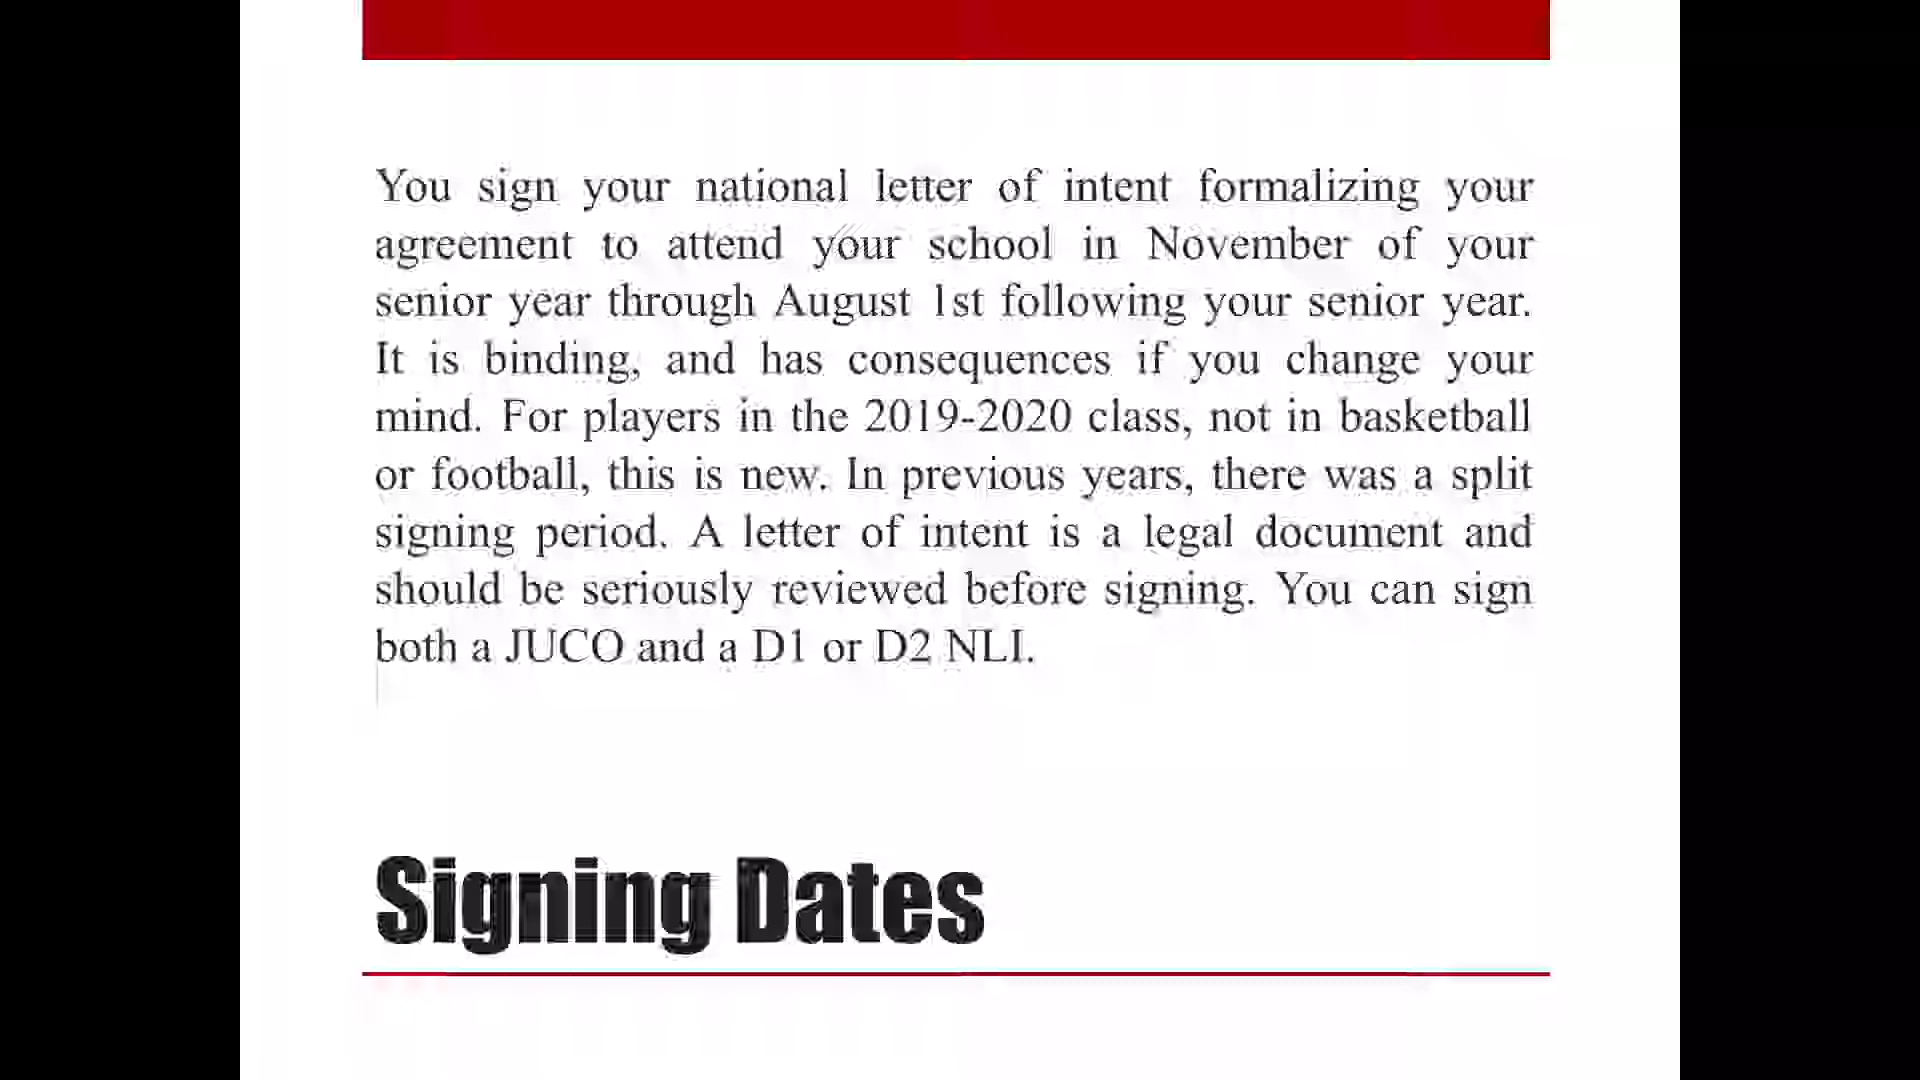 You sign your national letter of intent formalizing your
agreement to attend your school in November of your
senior year through August 1st following your senior year.
It is binding, and has consequences if you change your
mind. For players in the 2019-2020 class, not in basketball
or football, this is new. In previous years, there was a split
signing period. A letter of intent is a legal document and
should be seriously reviewed before signing. You can sign
both a JUCO and a D1 or D2 NLI.
Signing Dates